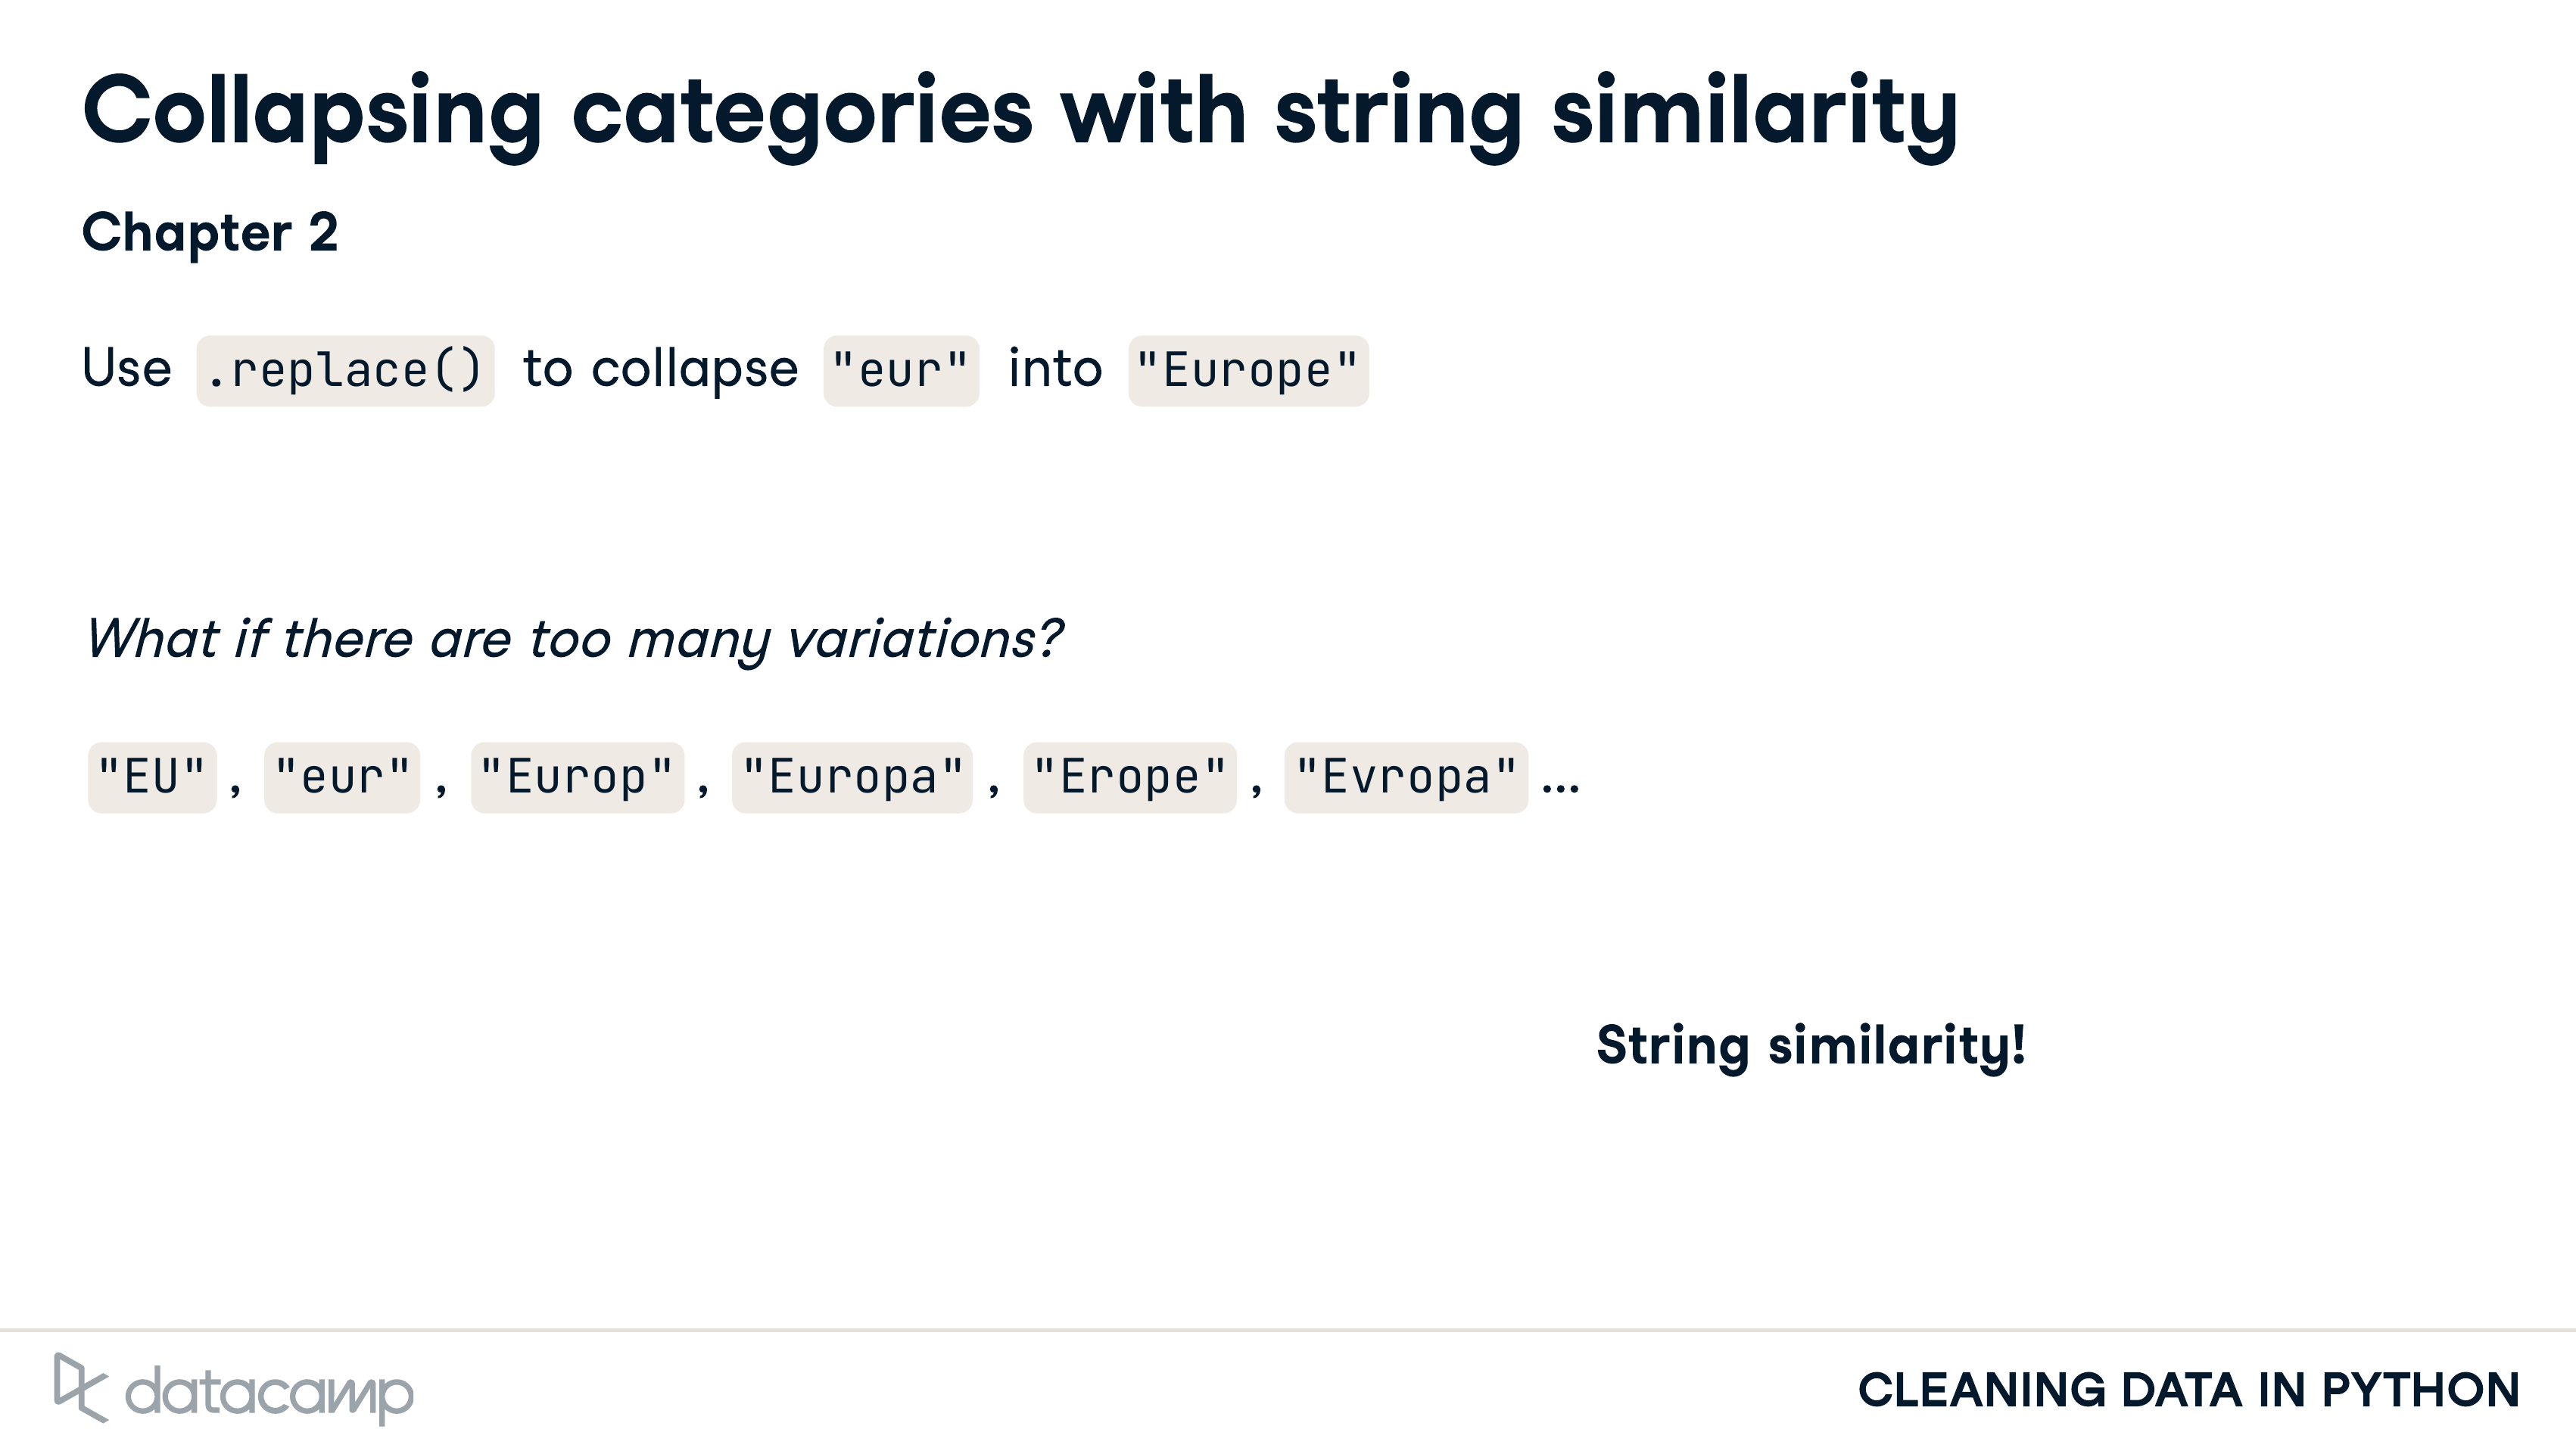 Collapsing categories with string similarity
Chapter 2
Use .replace() to collapse "eur" into "Europe"
What if there are too many variations?
"EU" , "eur" , "Europ" , "Europa" , "Erope" , "Evropa" ...
String similarity!
datacamp
CLEANING DATA IN PYTHON